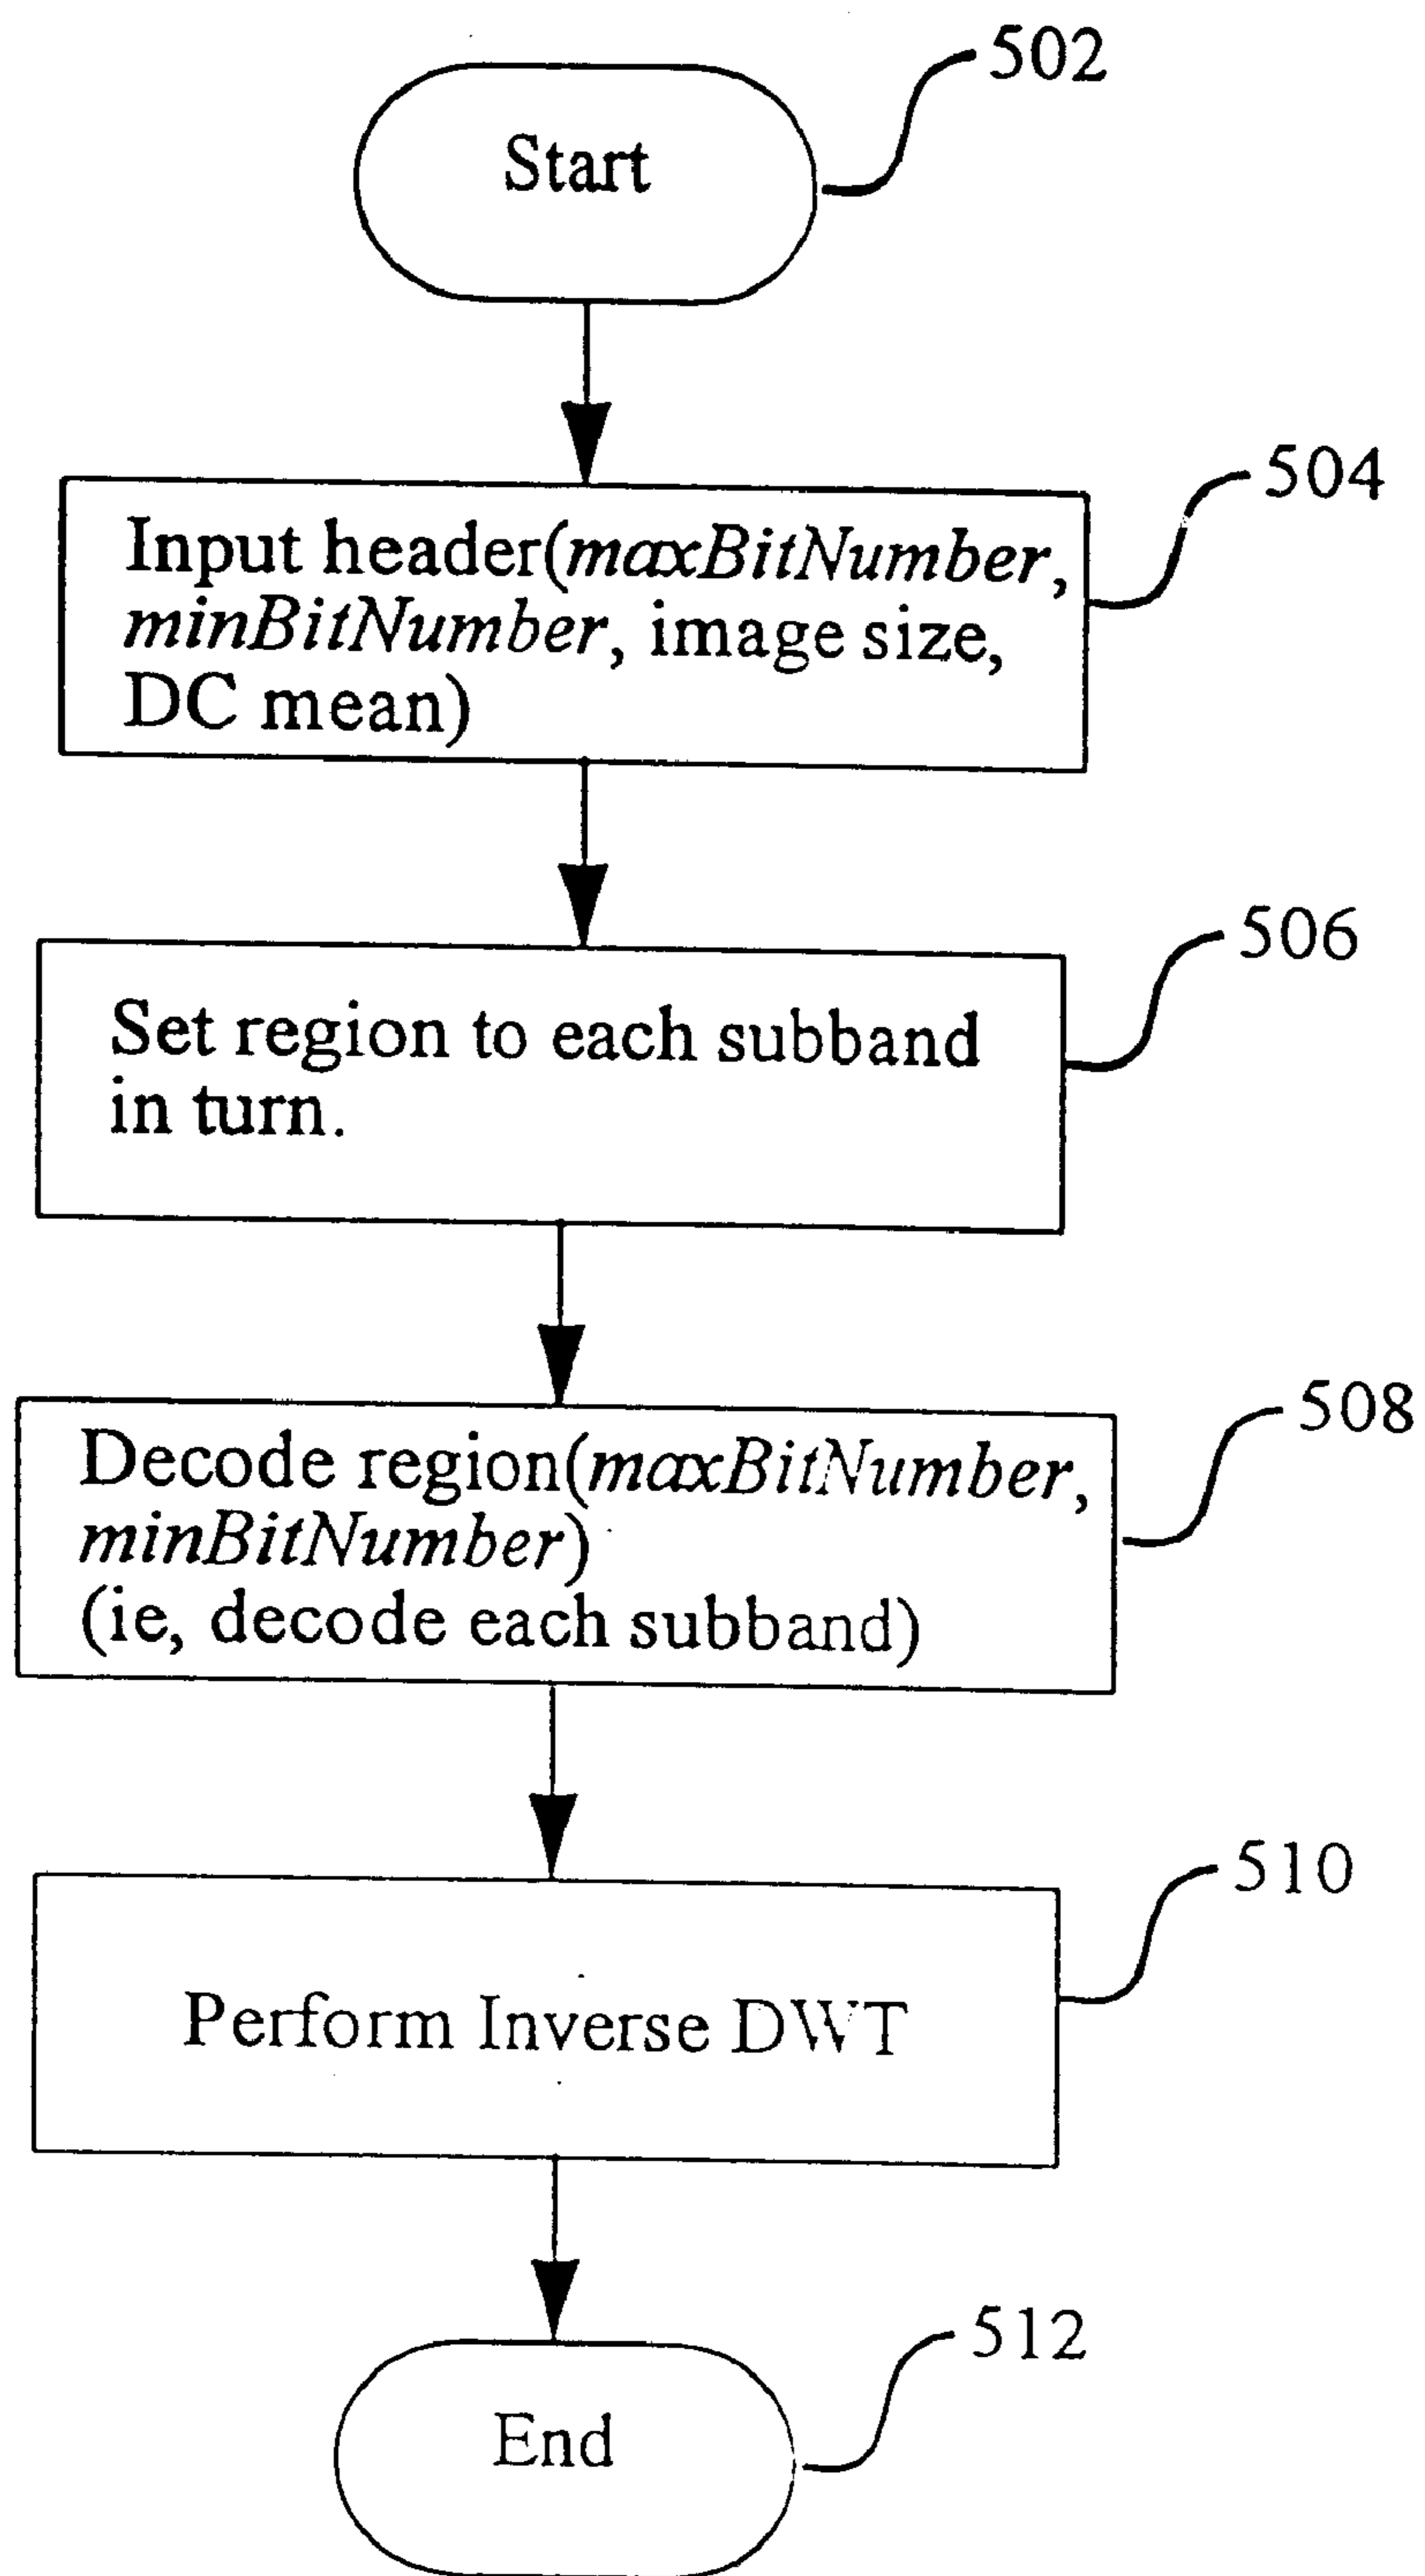 502
Start
504
Input header(maxBitNumber,
minBitNumber, image size,
DC mean)
506
Set region to each subband
in turn.
508
Decode region(maxBitNumber,
minBitNumber)
(ie, decode each subband)
510
Perform Inverse DWT
512
End